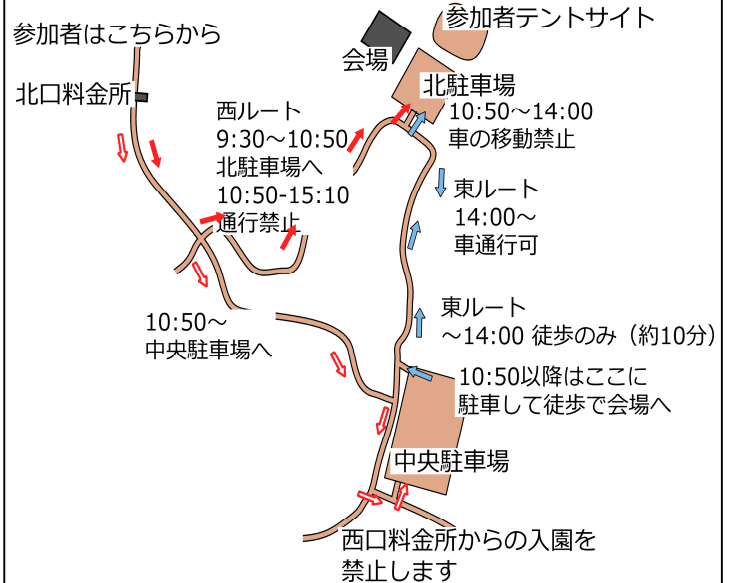 参加者はこちらから
北口料金所
会場
参加者テントサイト
北駐車場
10:50～14:00
車の移動禁止
西ルート
9:30～10:50
北駐車場へ
10:50-15:10
通行禁止
東ルート
14:00～
車通行可
10:50～
中央駐車場へ
東ルート
～14:00 徒歩のみ（約10分）
10:50以降はここに
駐車して徒歩で会場へ
中央駐車場
西口料金所からの入園を
禁止します